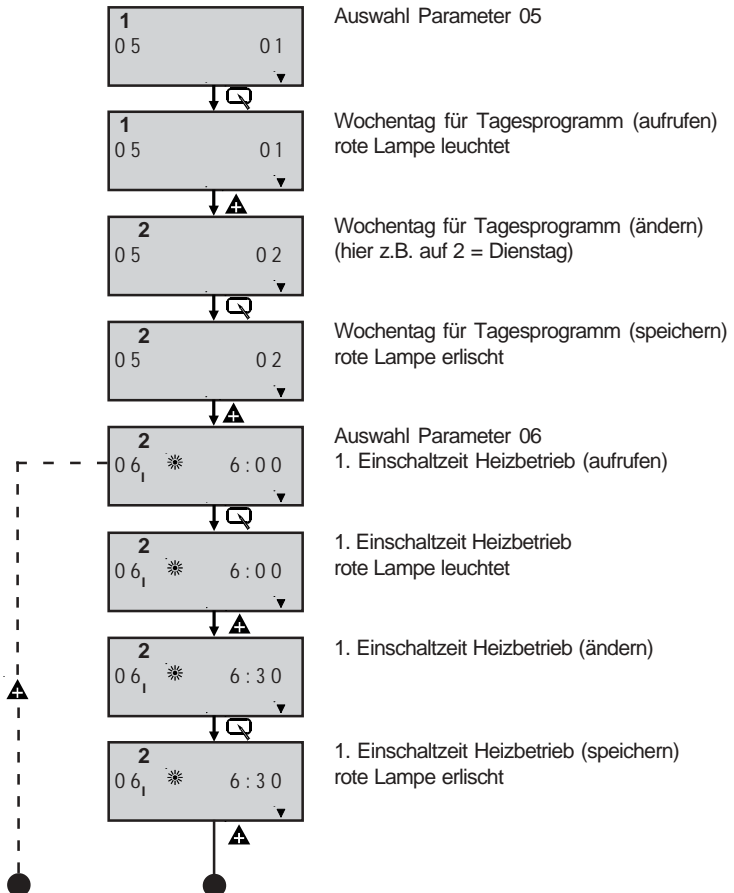 1
05 01
Auswahl Parameter 05
1
05 01
Wochentag für Tagesprogramm (aufrufen)
rote Lampe leuchtet
2
05 02
Wochentag für Tagesprogramm (ändern)
(hier z.B. auf 2 = Dienstag)
2
05 02
Wochentag für Tagesprogramm (speichern)
rote Lampe erlischt
2
06 I 6:00
Auswahl Parameter 06
1. Einschaltzeit Heizbetrieb (aufrufen)
2
06 I 6:00
1. Einschaltzeit Heizbetrieb
rote Lampe leuchtet
2
06 I 6:30
1. Einschaltzeit Heizbetrieb (ändern)
2
06 I 6:30
1. Einschaltzeit Heizbetrieb (speichern)
rote Lampe erlischt